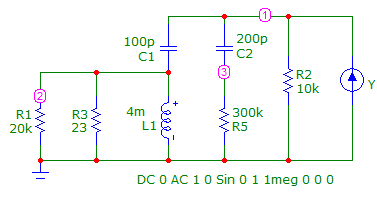 1
100p
C1
200p
C2
3
2
R1
20k
R3
23
4m
L1
+
300k
R5
R2
10k
Y
DC 0 AC 1 0 Sin 0 1 1meg 0 0 0